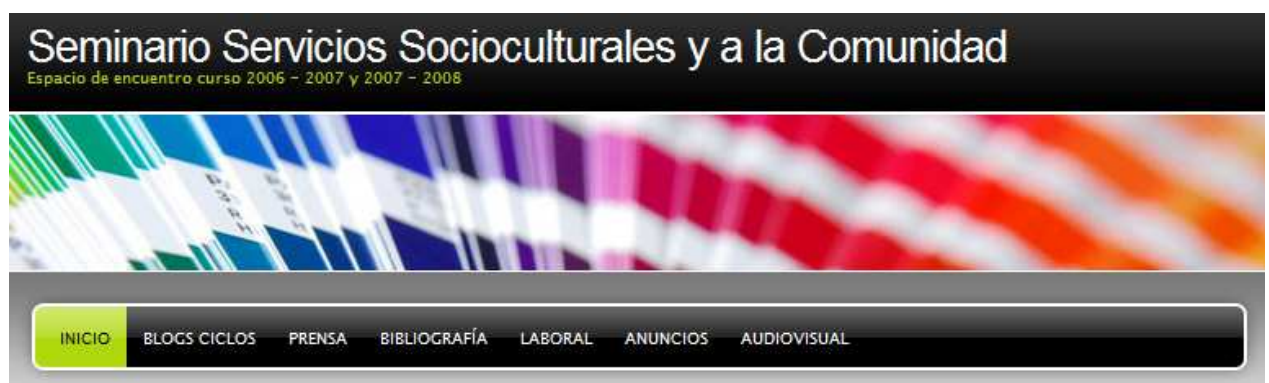 Seminario Servicios Socioculturales y a la Comunidad
Espacio de encuentro curso 2006 - 2007 y 2007 - 2008
INICIO BLOGS CICLOS PRENSA BIBLIOGRAFÍA LABORAL ANUNCIOS AUDIOVISUAL